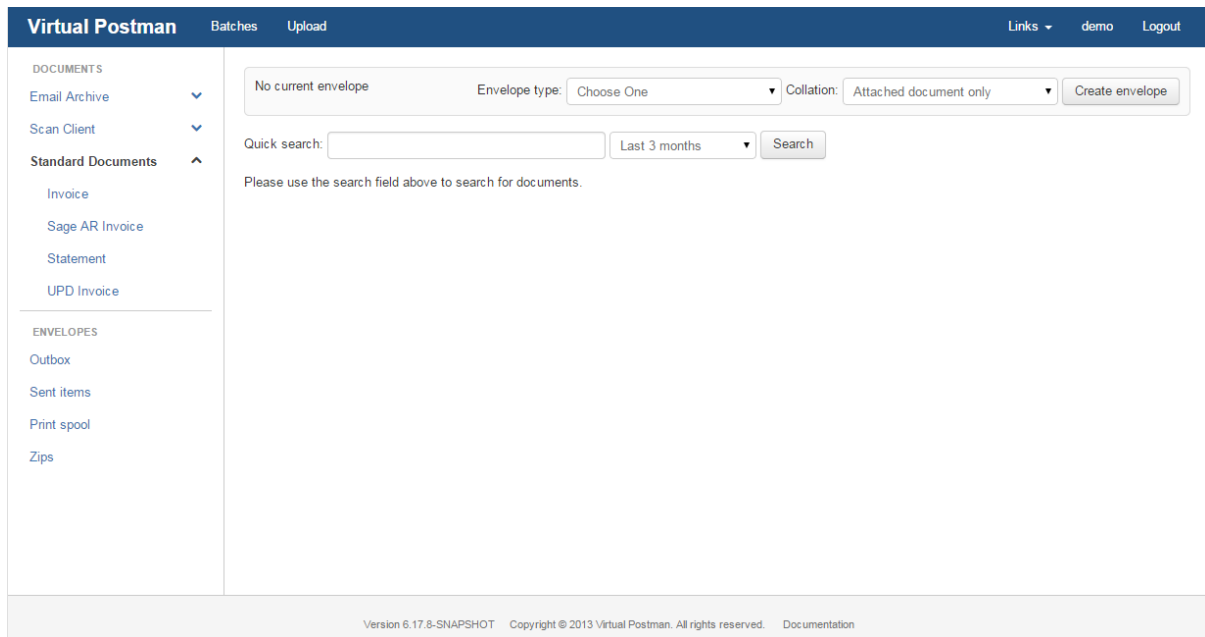 Virtual Postman Batches Upload Links demo Logout
DOCUMENTS
Email Archive
Scan Client
Standard Documents
Invoice
Sage AR Invoice
Statement
UPD Invoice
ENVELOPES
Outbox
Sent items
Print spool
Zips
No current envelope Envelope type: Choose One Collation: Attached document only Create envelope
Quick search: Last 3 months Search
Please use the search field above to search for documents.
Version 6.17.8-SNAPSHOT Copyright © 2013 Virtual Postman. All rights reserved. Documentation